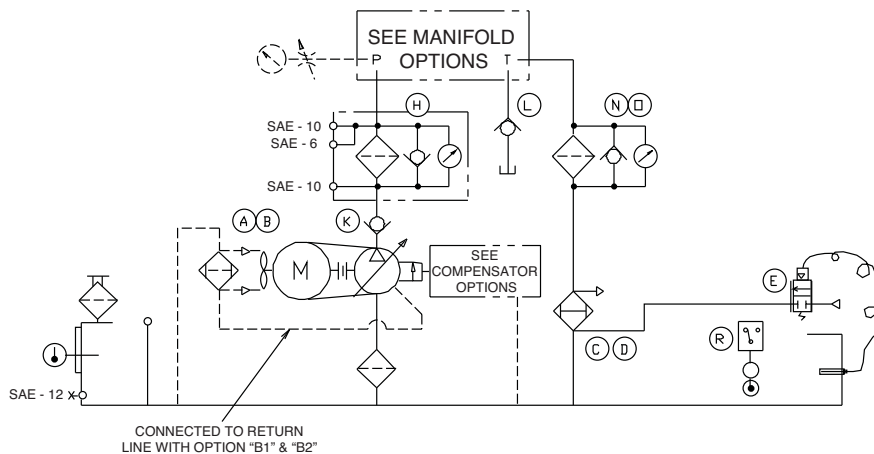 SEE MANIFOLD
OPTIONS
P
T
H
L
N
O
SAE - 10
SAE - 6
SAE - 10
A
B
K
M
SEE
COMPENSATOR
OPTIONS
E
C
D
R
SAE - 12
CONNECTED TO RETURN
LINE WITH OPTION “B1” & “B2”